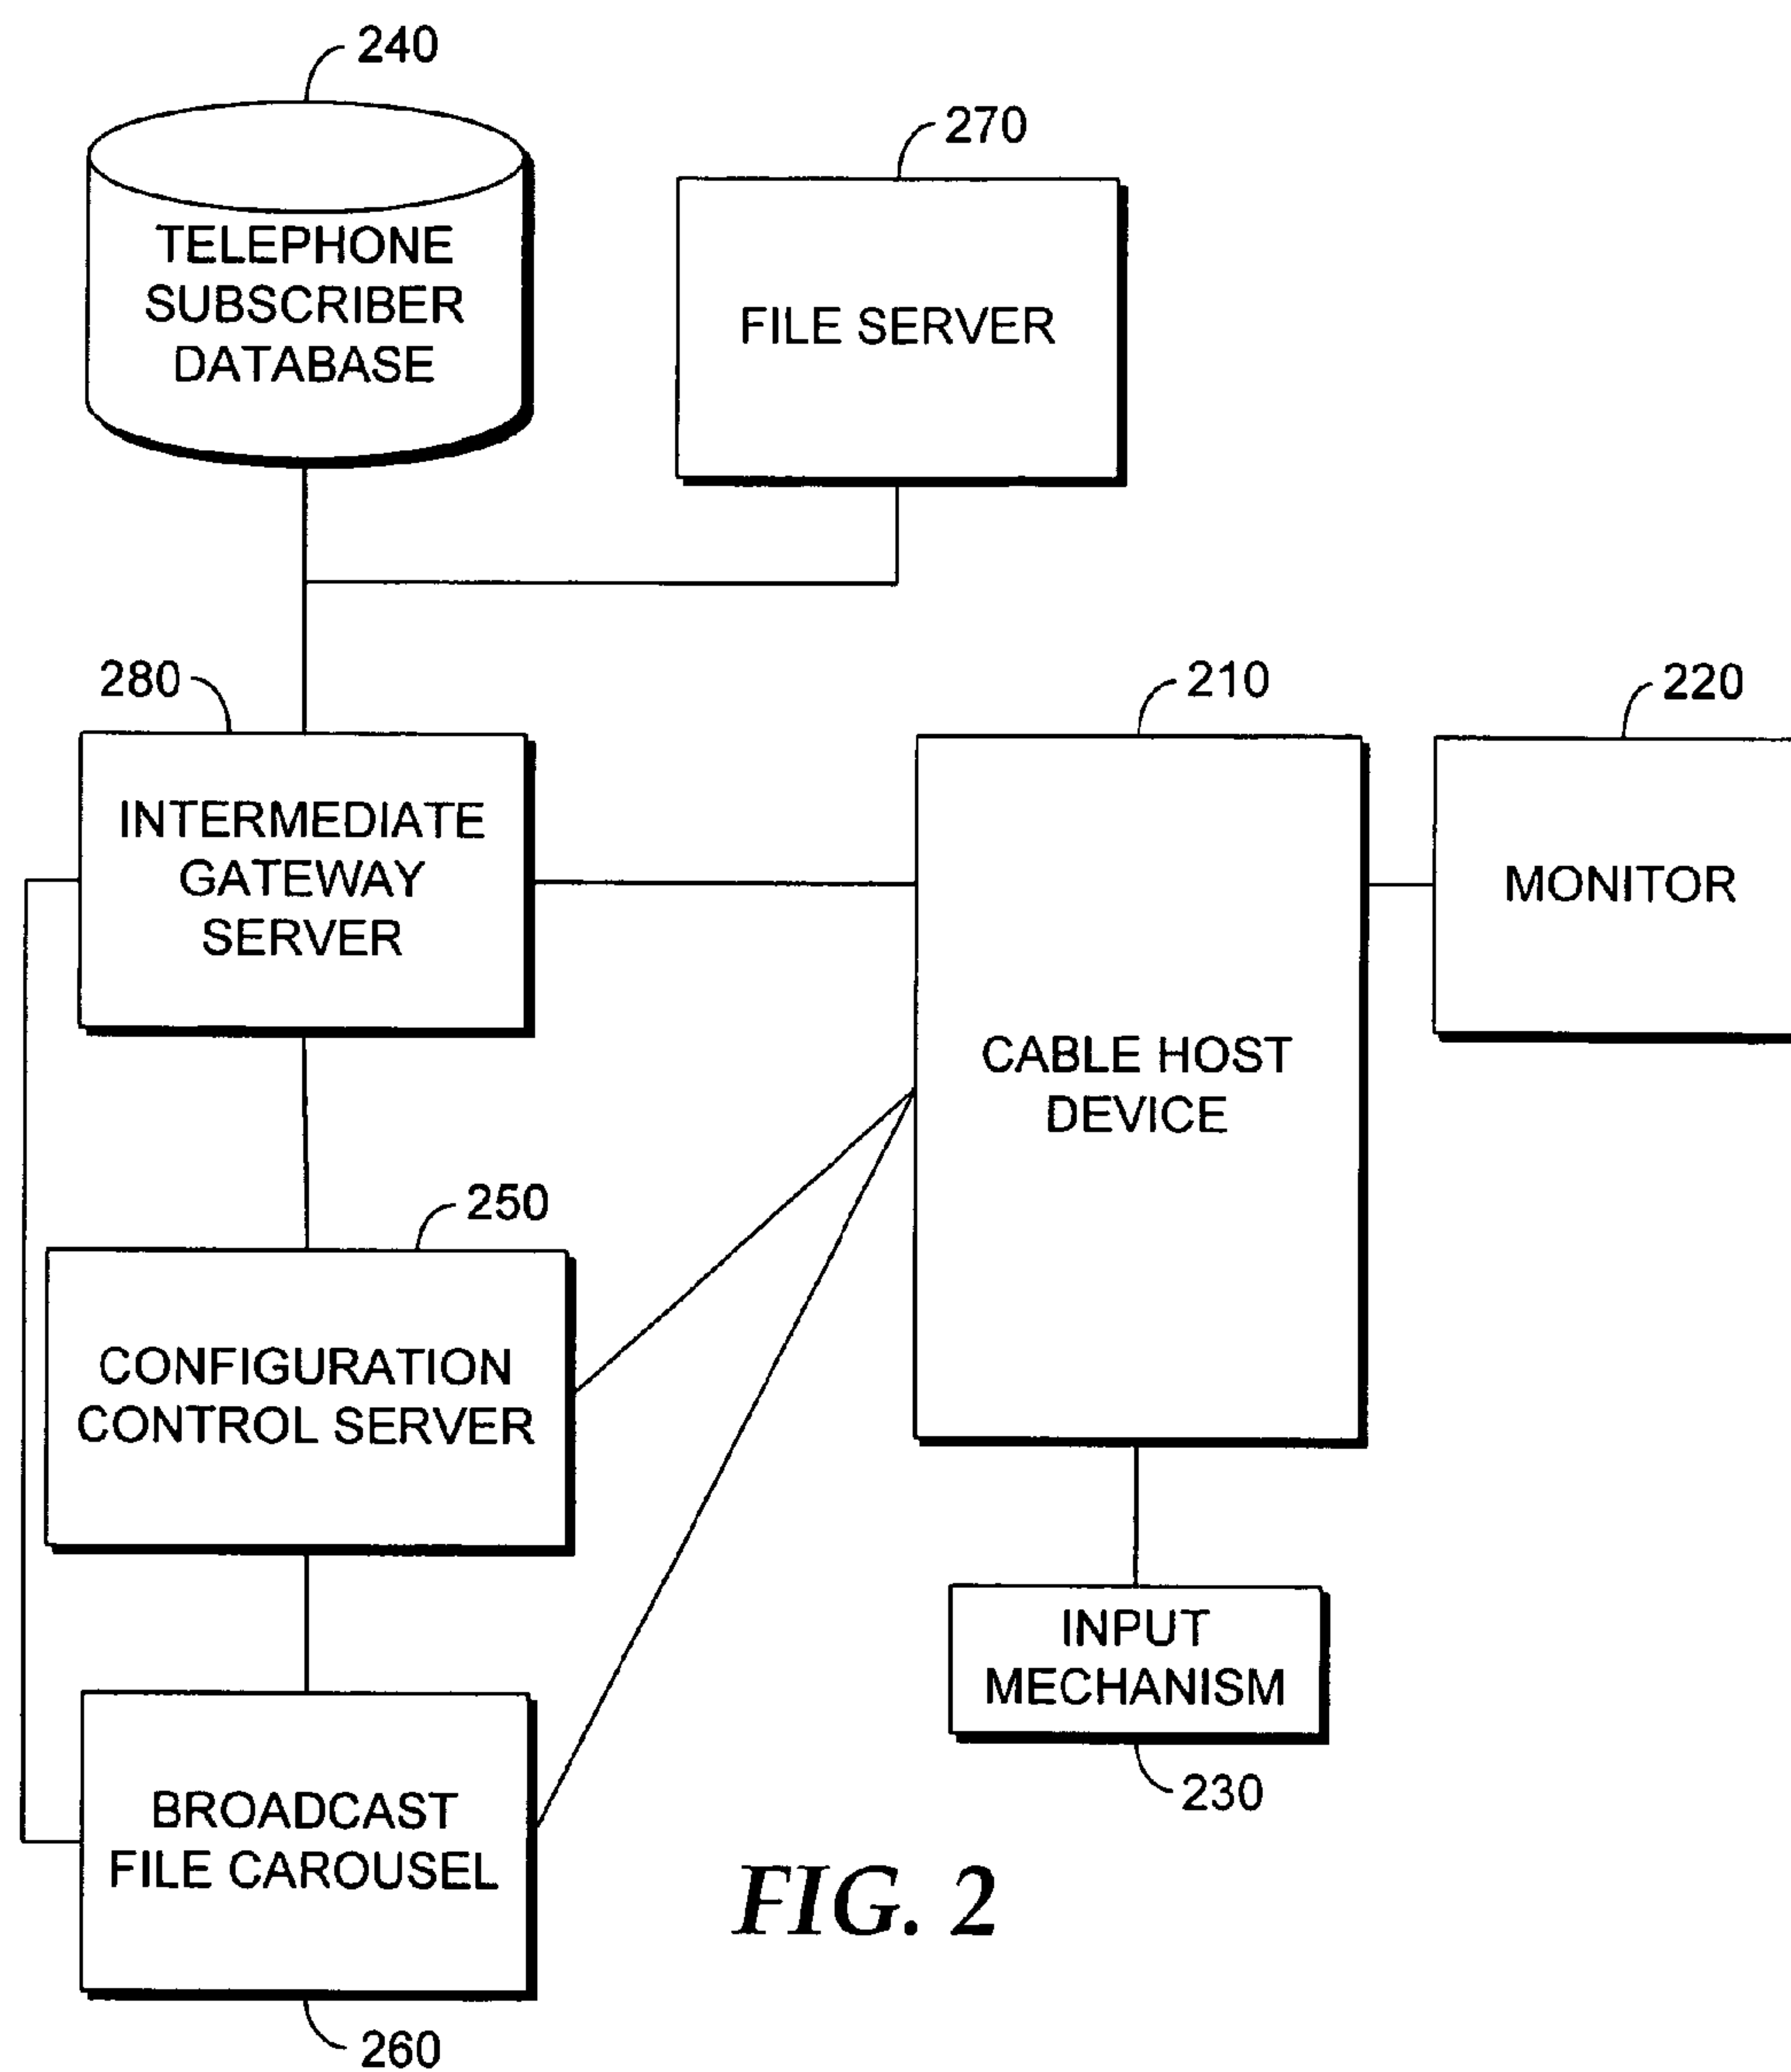 240
TELEPHONE
SUBSCRIBER
DATABASE
270
FILE SERVER
280
INTERMEDIATE
GATEWAY
SERVER
210
CABLE HOST
DEVICE
220
MONITOR
250
CONFIGURATION
CONTROL SERVER
INPUT
MECHANISM
230
BROADCAST
FILE CAROUSEL
260
FIG. 2